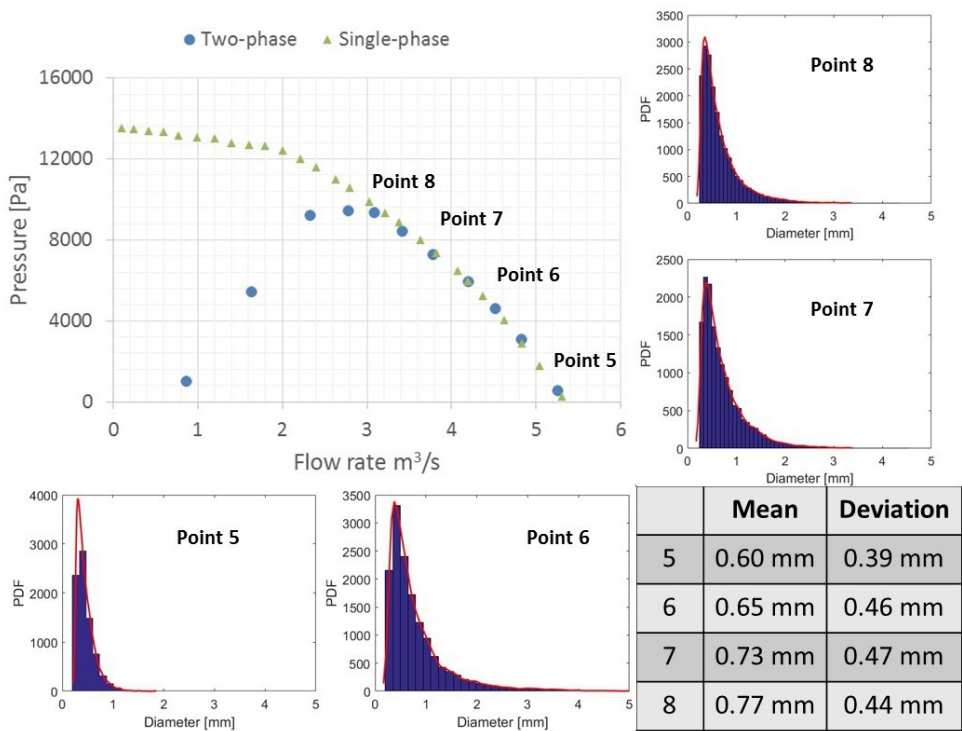 Two-phase Single-phase
16000
12000
8000
4000
0
Pressure [Pa]
0 1 2 3 4 5 6
Flow rate m³/s
Point 8
Point 7
Point 6
Point 5
3500
3000
2500
2000
1500
1000
500
0
PDF
Point 8
0 1 2 3 4 5
Diameter [mm]
2500
2000
1500
1000
500
0
PDF
Point 7
0 1 2 3 4 5
Diameter [mm]
4000
3000
2000
1000
0
PDF
Point 5
0 1 2 3 4 5
Diameter [mm]
3500
3000
2500
2000
1500
1000
500
0
PDF
Point 6
0 1 2 3 4 5
Diameter [mm]
Mean Deviation
5 0.60 mm 0.39 mm
6 0.65 mm 0.46 mm
7 0.73 mm 0.47 mm
8 0.77 mm 0.44 mm